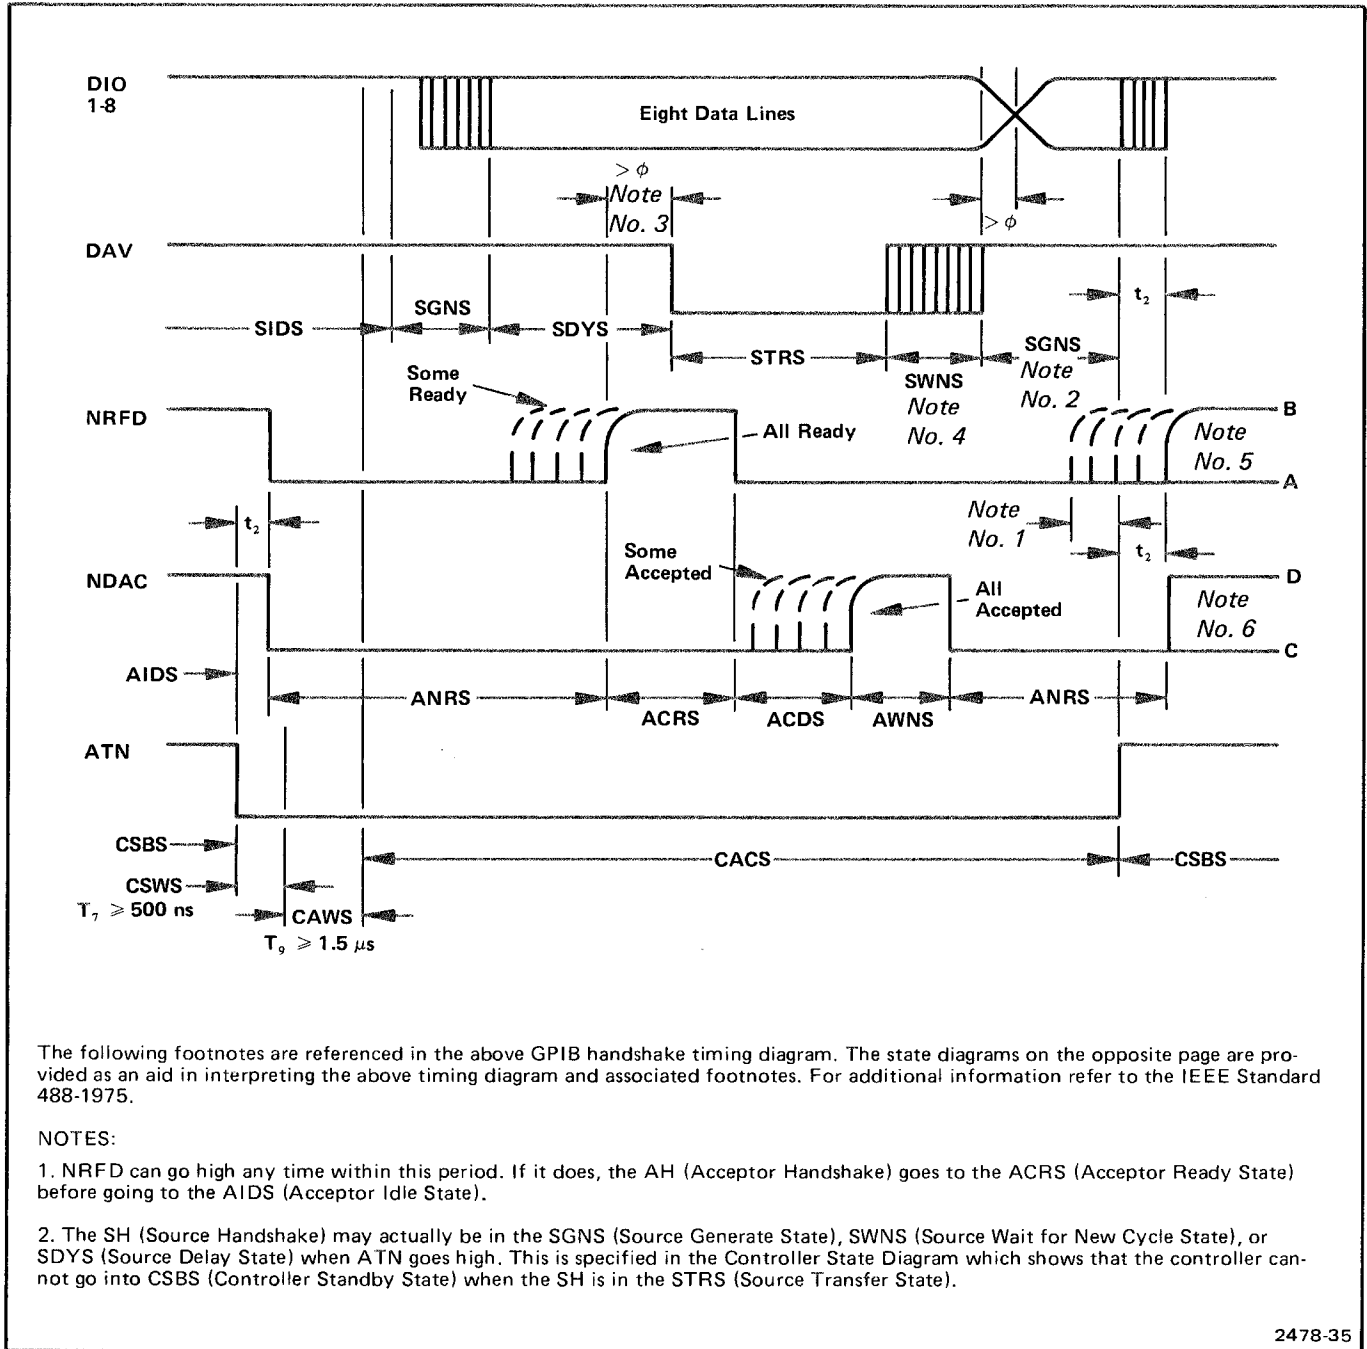 DIO
1-8
Eight Data Lines
> ϕ
Note
No. 3
> ϕ
DAV
t₂
SIDS
SGNS
SDYS
STRS
SWNS
Note
No. 4
SGNS
Note
No. 2
Some
Ready
NRFD
All Ready
B
Note
No. 5
A
t₂
Note
No. 1
t₂
NDAC
Some
Accepted
All
Accepted
D
Note
No. 6
C
AIDS
ANRS
ACRS
ACDS
AWNS
ANRS
ATN
CSBS
CACS
CSBS
CSWS
T₇ ⩾ 500 ns
CAWS
T₉ ⩾ 1.5 μs
The following footnotes are referenced in the above GPIB handshake timing diagram. The state diagrams on the opposite page are pro-
vided as an aid in interpreting the above timing diagram and associated footnotes. For additional information refer to the IEEE Standard
488-1975.
NOTES:
1. NRFD can go high any time within this period. If it does, the AH (Acceptor Handshake) goes to the ACRS (Acceptor Ready State)
before going to the AIDS (Acceptor Idle State).
2. The SH (Source Handshake) may actually be in the SGNS (Source Generate State), SWNS (Source Wait for New Cycle State), or
SDYS (Source Delay State) when ATN goes high. This is specified in the Controller State Diagram which shows that the controller can-
not go into CSBS (Controller Standby State) when the SH is in the STRS (Source Transfer State).
2478-35